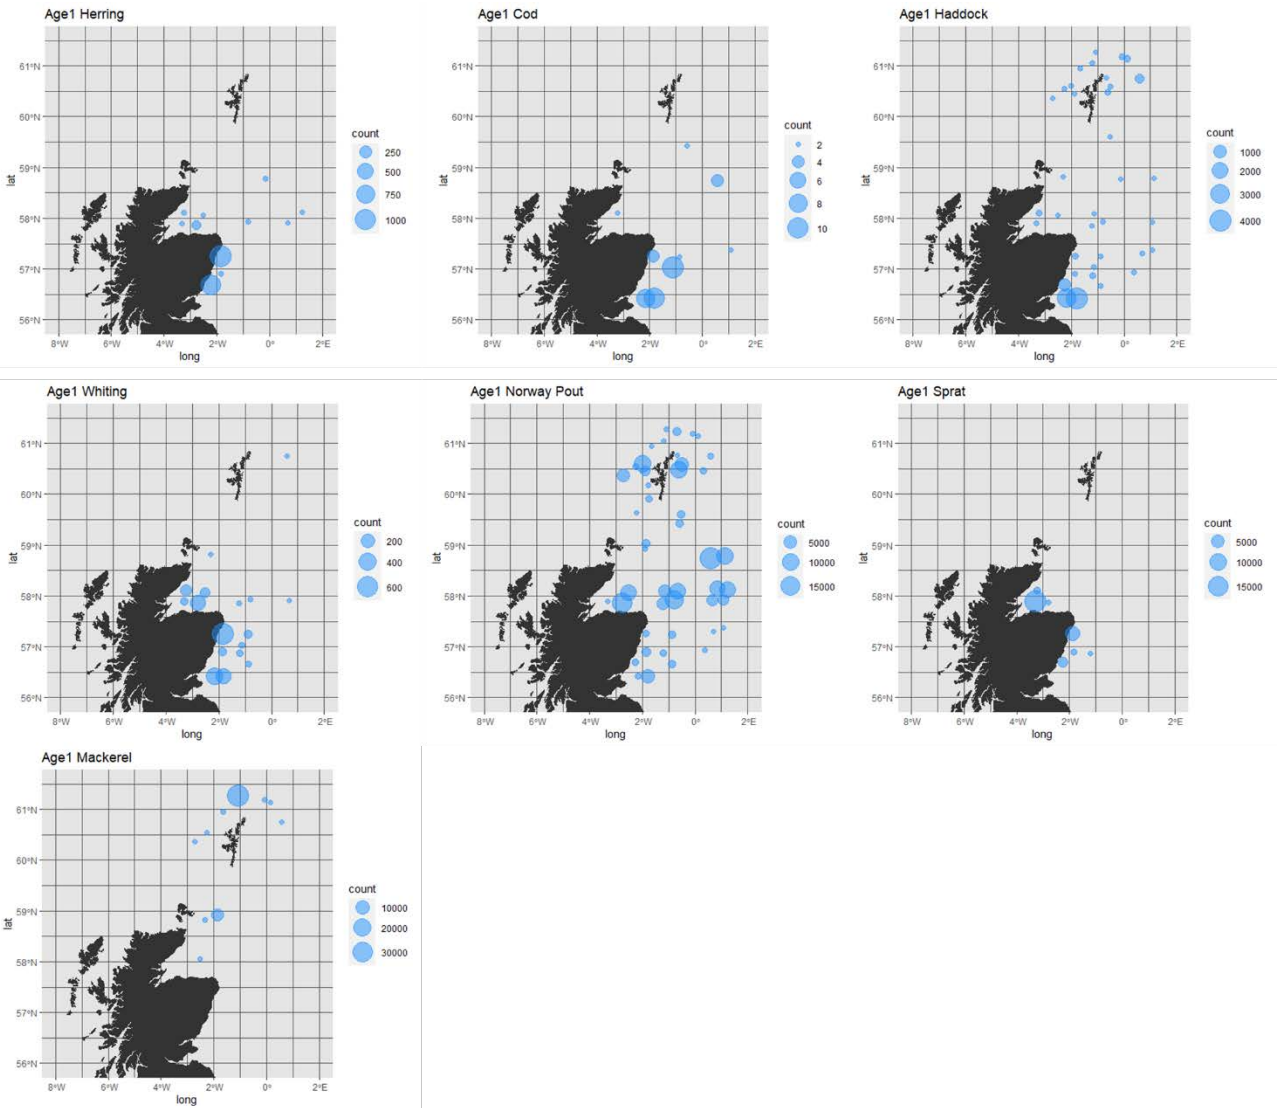 Age1 Herring
61°N
60°N
59°N
58°N
57°N
56°N
lat
8°W 6°W 4°W 2°W 0° 2°E
long
count
250
500
750
1000
Age1 Cod
61°N
60°N
59°N
58°N
57°N
56°N
lat
8°W 6°W 4°W 2°W 0° 2°E
long
count
2
4
6
8
10
Age1 Haddock
61°N
60°N
59°N
58°N
57°N
56°N
lat
8°W 6°W 4°W 2°W 0° 2°E
long
count
1000
2000
3000
4000
Age1 Whiting
61°N
60°N
59°N
58°N
57°N
56°N
lat
8°W 6°W 4°W 2°W 0° 2°E
long
count
200
400
600
Age1 Norway Pout
61°N
60°N
59°N
58°N
57°N
56°N
lat
8°W 6°W 4°W 2°W 0° 2°E
long
count
5000
10000
15000
Age1 Sprat
61°N
60°N
59°N
58°N
57°N
56°N
lat
8°W 6°W 4°W 2°W 0° 2°E
long
count
5000
10000
15000
Age1 Mackerel
61°N
60°N
59°N
58°N
57°N
56°N
lat
8°W 6°W 4°W 2°W 0° 2°E
long
count
10000
20000
30000